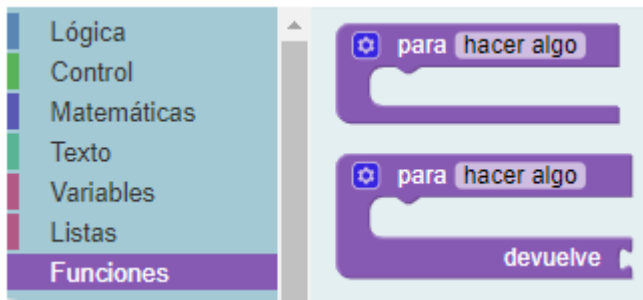 Lógica
Control
Matemáticas
Texto
Variables
Listas
Funciones
para hacer algo
para hacer algo
devuelve